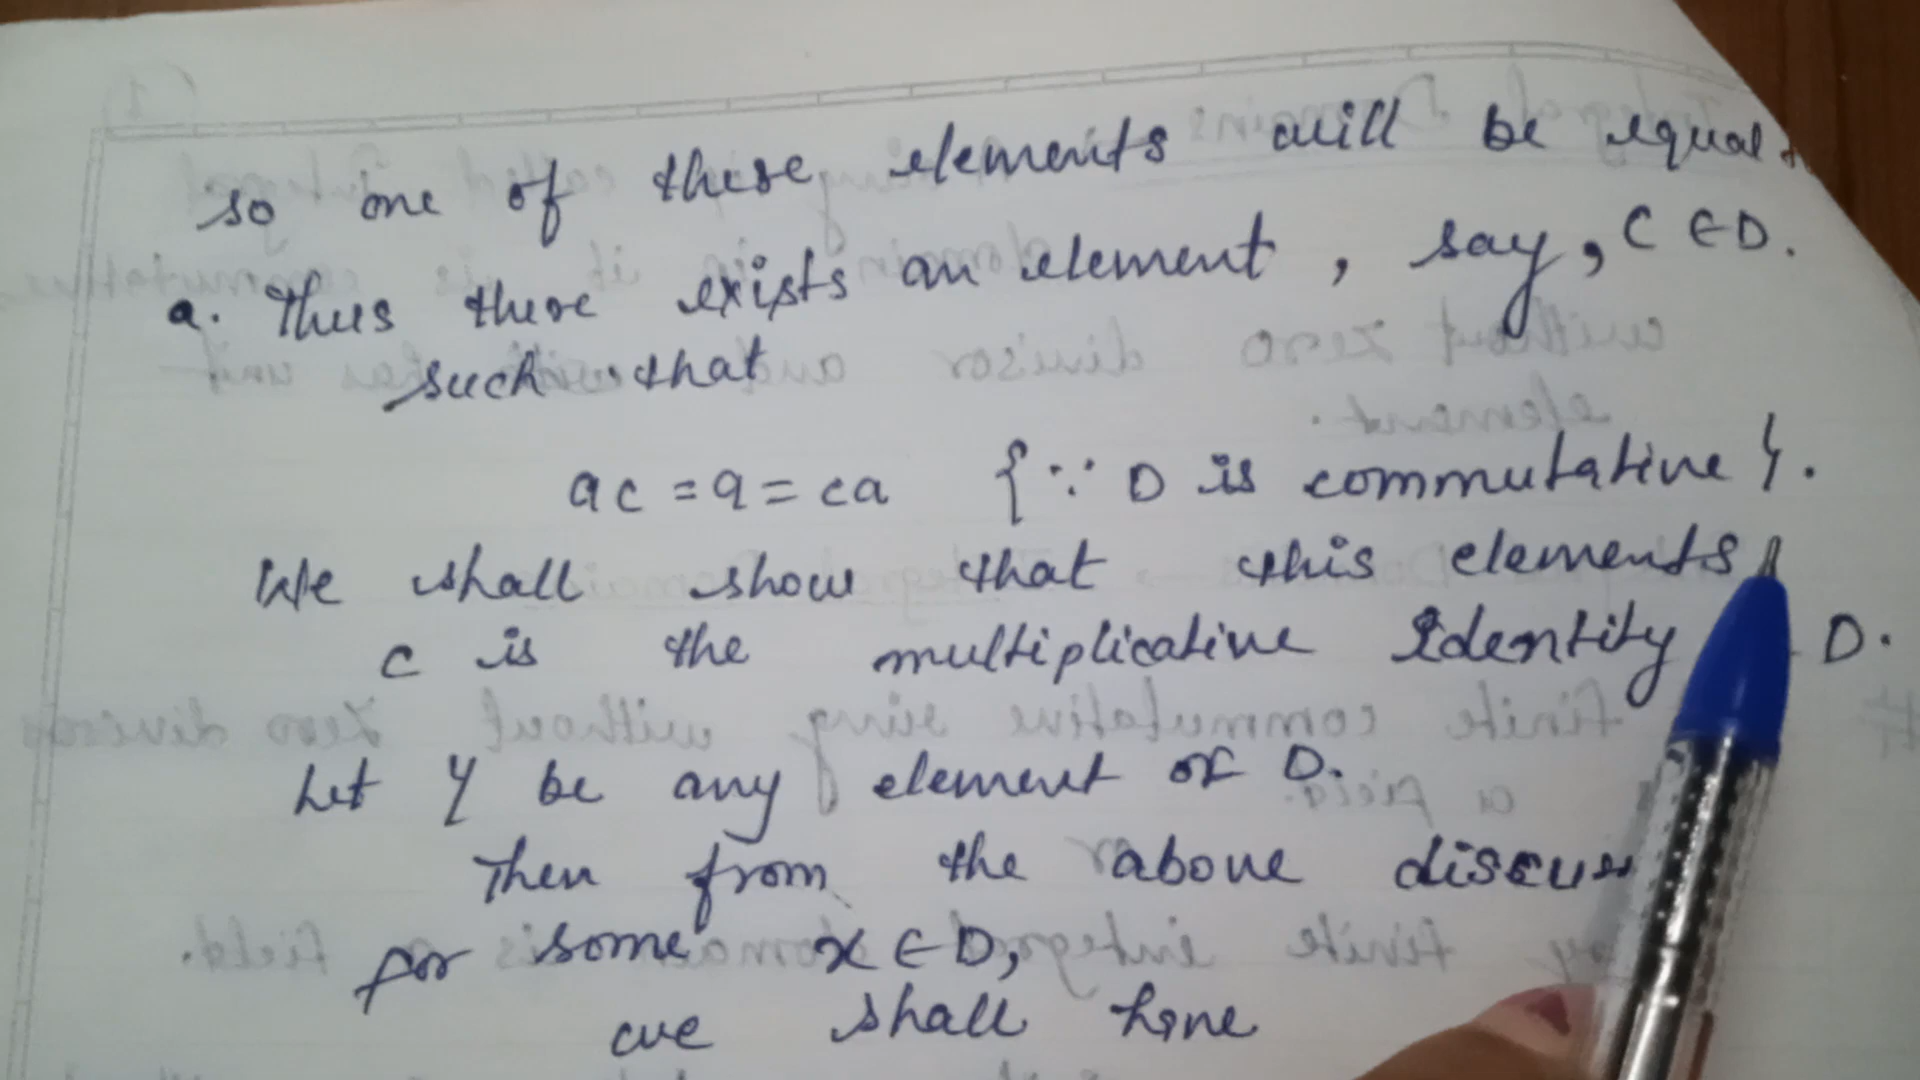 so one of these elements will be equal
a. Thus there exists an element, say, C ∈ D.
such that
ac = a = ca {∵ D is commutative}.
We shall show that this elements
c is the multiplicative Identity D.
Let y be any element of D.
Then from the above
for some x ∈ D,
we shall have